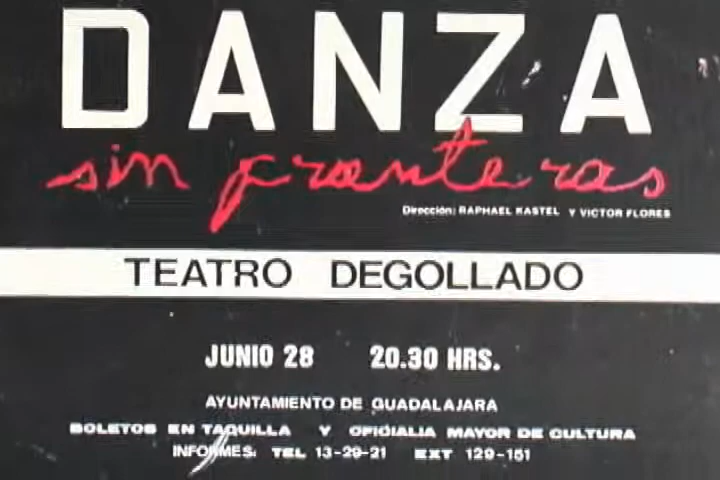 DANZA
sin fronteras
Dirección: RAPHAEL KASTEL Y VICTOR FLORES
TEATRO DEGOLLADO
JUNIO 28 20.30 HRS.
AYUNTAMIENTO DE GUADALAJARA
BOLETOS EN TAQUILLA Y OFICIALIA MAYOR DE CULTURA
INFORMES: TEL 13-29-21 EXT 129-151